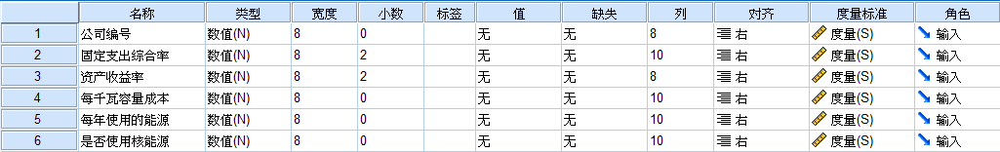 名称 类型 宽度 小数 标签 值 缺失 列 对齐 度量标准 角色
1 公司编号 数值(N) 8 0 无 无 8 右 度量(S) 输入
2 固定支出综合率 数值(N) 8 2 无 无 10 右 度量(S) 输入
3 资产收益率 数值(N) 8 2 无 无 8 右 度量(S) 输入
4 每千瓦容量成本 数值(N) 8 0 无 无 10 右 度量(S) 输入
5 每年使用的能源 数值(N) 8 0 无 无 10 右 度量(S) 输入
6 是否使用核能源 数值(N) 8 0 无 无 10 右 度量(S) 输入